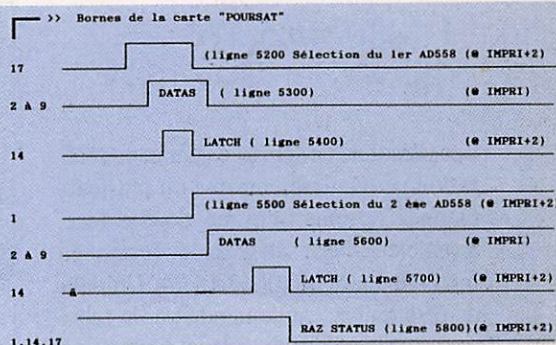 >> Bornes de la carte "POURSAT"
(ligne 5200 Sélection du 1er AD558 (@ IMPRI+2)
17
DATAS ( ligne 5300) (@ IMPRI)
2 à 9
LATCH ( ligne 5400) (@ IMPRI+2)
14
(ligne 5500 Sélection du 2 ème AD558 (@ IMPRI+2)
1
DATAS ( ligne 5600) (@ IMPRI)
2 à 9
LATCH ( ligne 5700) (@ IMPRI+2)
14 à
RAZ STATUS (ligne 5800)(@ IMPRI+2)
1,14,17